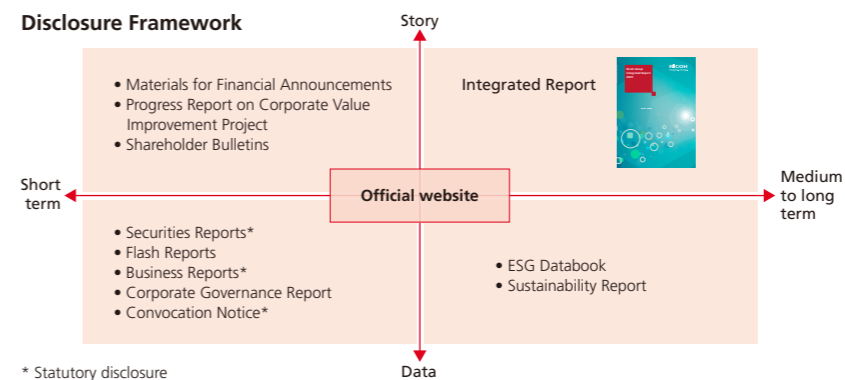 Disclosure Framework
Story
• Materials for Financial Announcements
• Progress Report on Corporate Value
Improvement Project
• Shareholder Bulletins
Integrated Report
RICOH
Short
term
Official website
Medium
to long
term
• Securities Reports*
• Flash Reports
• Business Reports*
• Corporate Governance Report
• Convocation Notice*
• ESG Databook
• Sustainability Report
* Statutory disclosure
Data